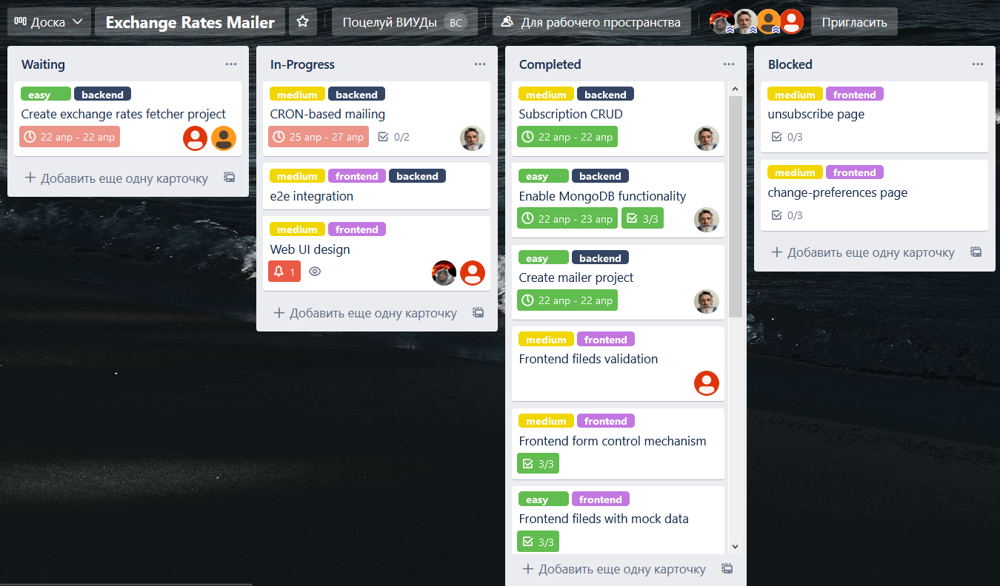 Доска
Exchange Rates Mailer
Поцелуй ВИУДы ВС
Для рабочего пространства
Пригласить
Waiting
easy backend
Create exchange rates fetcher project
22 апр - 22 апр
Добавить еще одну карточку
In-Progress
medium backend
CRON-based mailing
25 апр - 27 апр 0/2
medium frontend backend
e2e integration
medium frontend
Web UI design
1
Добавить еще одну карточку
Completed
medium backend
Subscription CRUD
22 апр - 22 апр
easy backend
Enable MongoDB functionality
22 апр - 23 апр 3/3
easy backend
Create mailer project
22 апр - 22 апр
medium frontend
Frontend fileds validation
medium frontend
Frontend form control mechanism
3/3
easy frontend
Frontend fileds with mock data
3/3
Добавить еще одну карточку
Blocked
medium frontend
unsubscribe page
0/3
medium frontend
change-preferences page
0/3
Добавить еще одну карточку